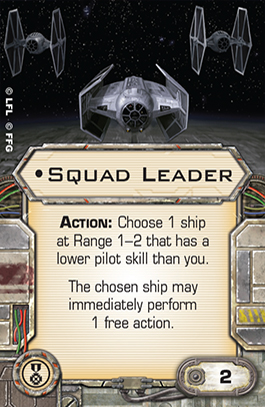 © LFL © FFG
• Squad Leader
Action: Choose 1 ship
at Range 1–2 that has a
lower pilot skill than you.
The chosen ship may
immediately perform
1 free action.
2